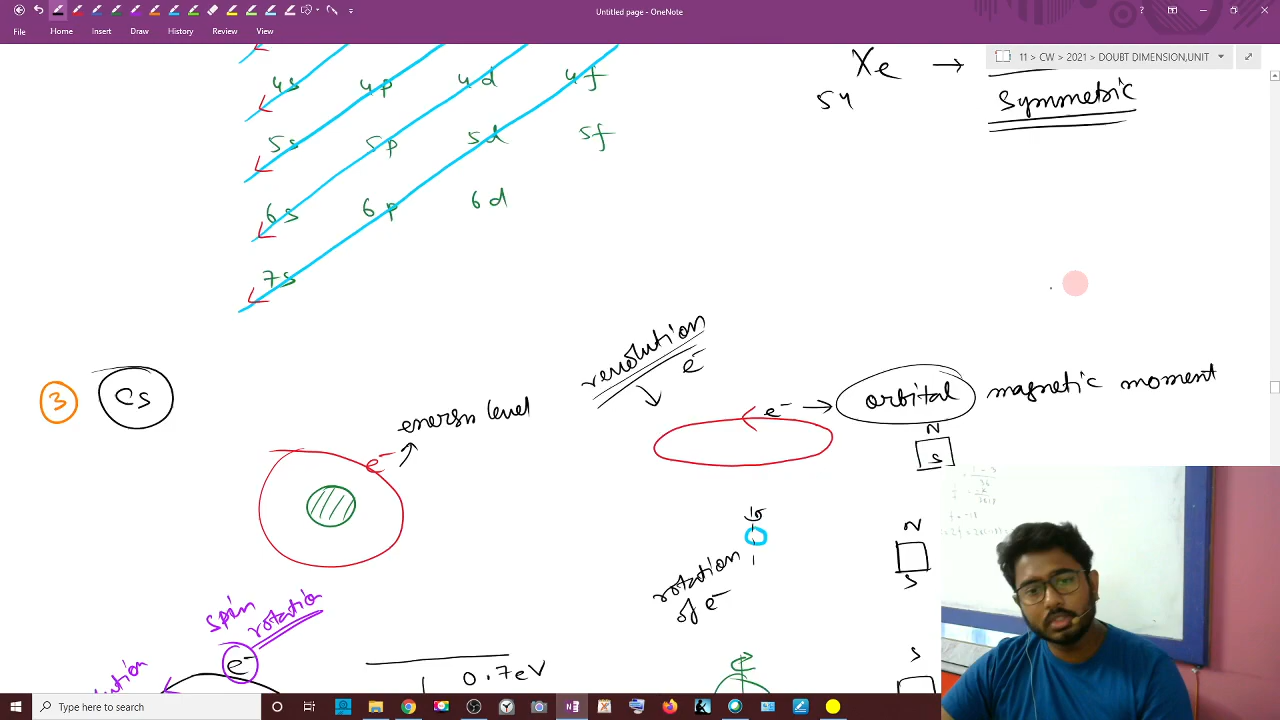 Untitled page - OneNote
File Home Insert Draw History Review View
11 > CW > 2021 > DOUBT DIMENSION,UNIT
4s 4p 4d 4f
Xe →
54
Symmetric
5s 5p 5d 5f
6s 6p 6d
7s
revolution
e-
3 Cs
energy level
e-
e- → orbital magnetic moment
N
S
rotation
of e-
N
S
spin
rotation
e-
0.7eV
S
Type here to search